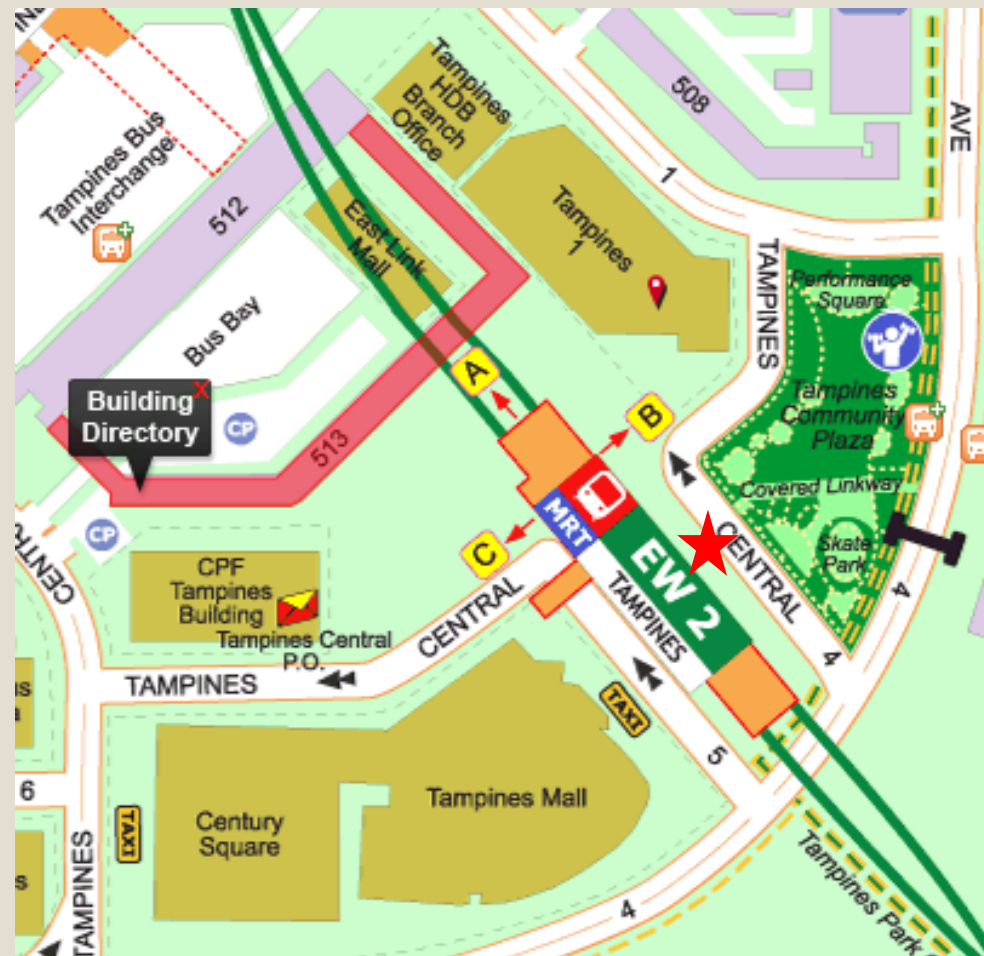 Tampines
HDB
Branch
Office
508
AVE
Tampines Bus
Interchange
512
East Link
Mall
Tampines
1
1
TAMPINES
Performance
Square
Bus Bay
Tampines
Community
Plaza
Building
Directory
X
CP
513
A
B
C
MRT
EW 2
Covered Linkway
Skate
Park
CENTRAL
4
4
CP
CPF
Tampines
Building
Tampines Central
P.O.
CENTRAL
TAMPINES
TAMPINES
TAXI
5
6
TAXI
TAMPINES
Century
Square
Tampines Mall
4
Tampines Park